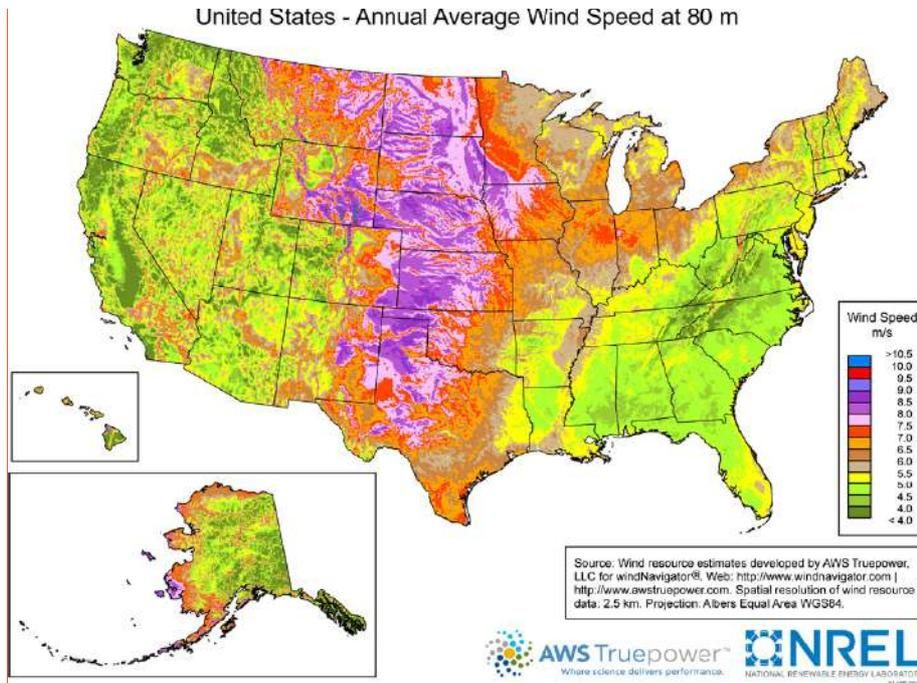 United States - Annual Average Wind Speed at 80 m
Wind Speed
m/s
>10.5
10.0
9.5
9.0
8.5
8.0
7.5
7.0
6.5
6.0
5.5
5.0
4.5
4.0
< 4.0
Source: Wind resource estimates developed by AWS Truepower,
LLC for windNavigator®. Web: http://www.windnavigator.com |
http://www.awstruepower.com. Spatial resolution of wind resource
data: 2.5 km. Projection: Albers Equal Area WGS84.
AWS Truepower™
Where science delivers performance.
NREL
NATIONAL RENEWABLE ENERGY LABORATOR